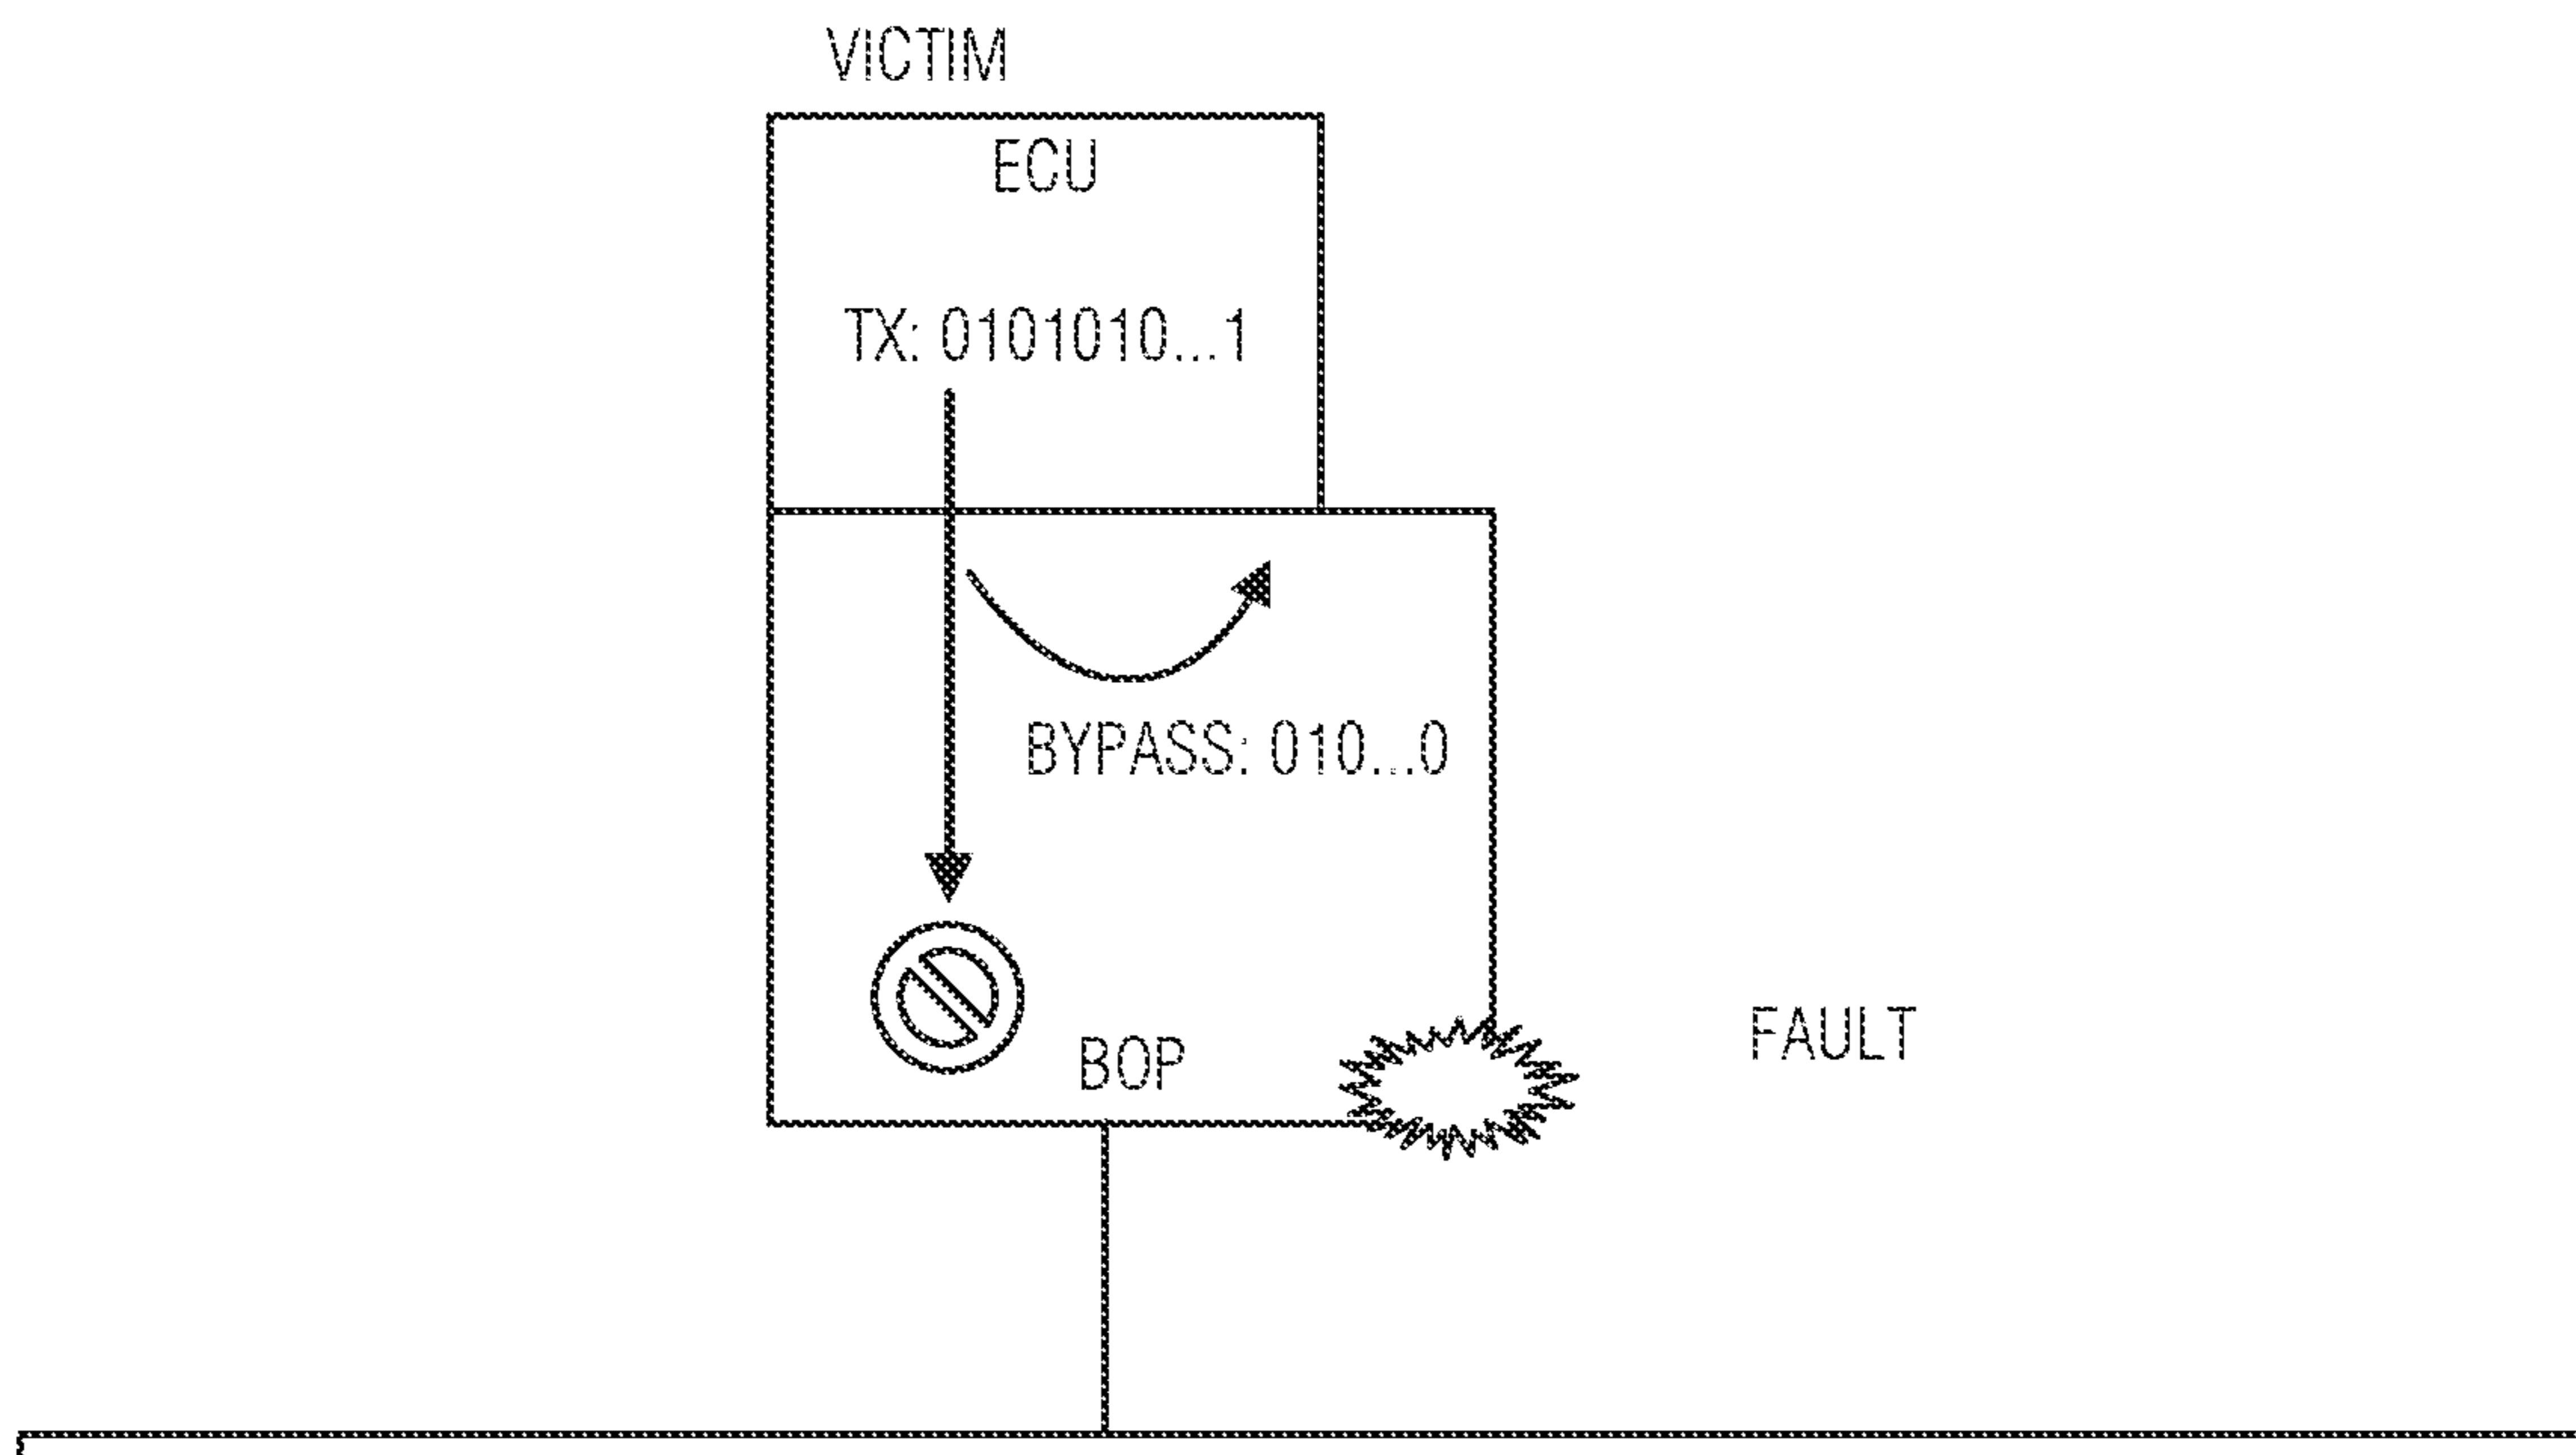 VICTIM
ECU
TX: 0101010...1
BYPASS: 010...0
FAULT
BOP